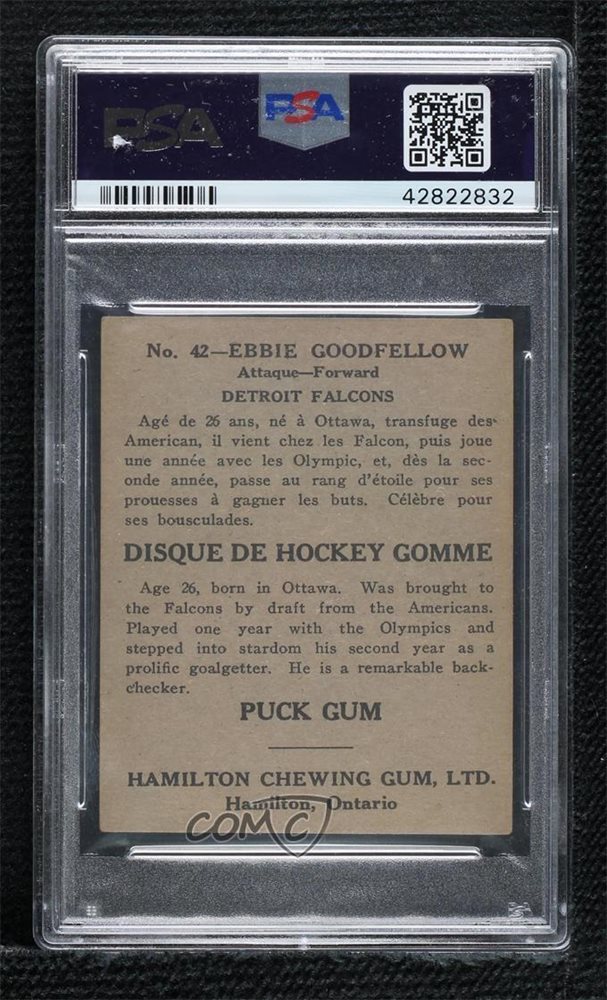 PSA PSA
42822832
No. 42—EBBIE GOODFELLOW
Attaque—Forward
DETROIT FALCONS
Agé de 26 ans, né à Ottawa, transfuge des
American, il vient chez les Falcon, puis joue
une année avec les Olympic, et, dès la sec-
onde année, passe au rang d'étoile pour ses
prouesses à gagner les buts. Célèbre pour
ses bousculades.
DISQUE DE HOCKEY GOMME
Age 26, born in Ottawa. Was brought to
the Falcons by draft from the Americans.
Played one year with the Olympics and
stepped into stardom his second year as a
prolific goalgetter. He is a remarkable back-
checker.
PUCK GUM
HAMILTON CHEWING GUM, LTD.
Hamilton, Ontario
COMC